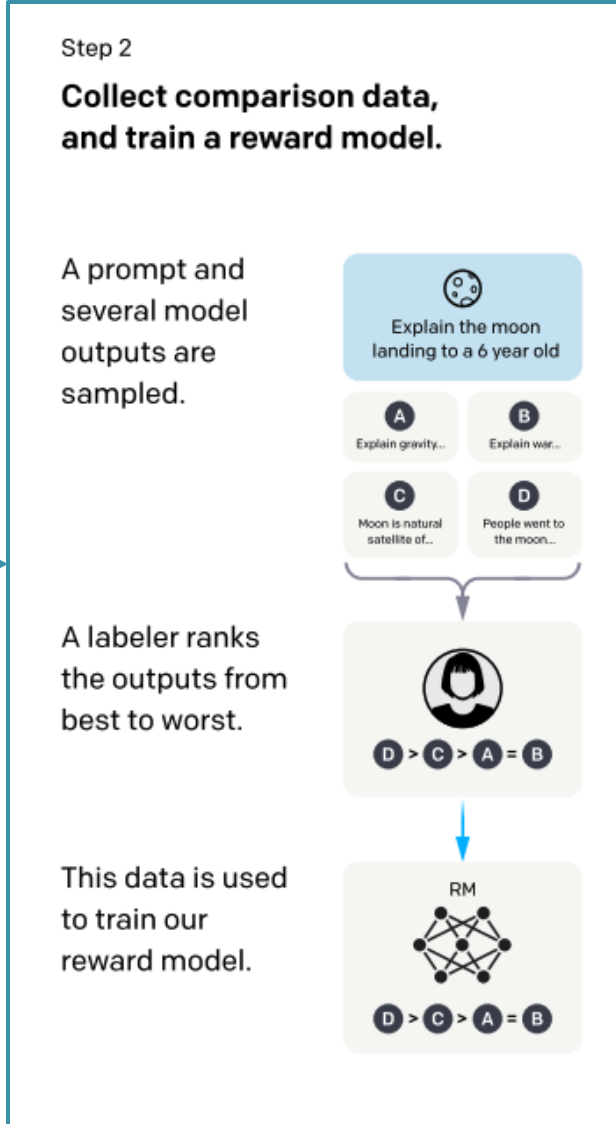 Step 2
Collect comparison data,
and train a reward model.
A prompt and
several model
outputs are
sampled.
Explain the moon
landing to a 6 year old
A
Explain gravity...
B
Explain war...
C
Moon is natural
satellite of...
D
People went to
the moon...
A labeler ranks
the outputs from
best to worst.
D > C > A = B
This data is used
to train our
reward model.
RM
D > C > A = B